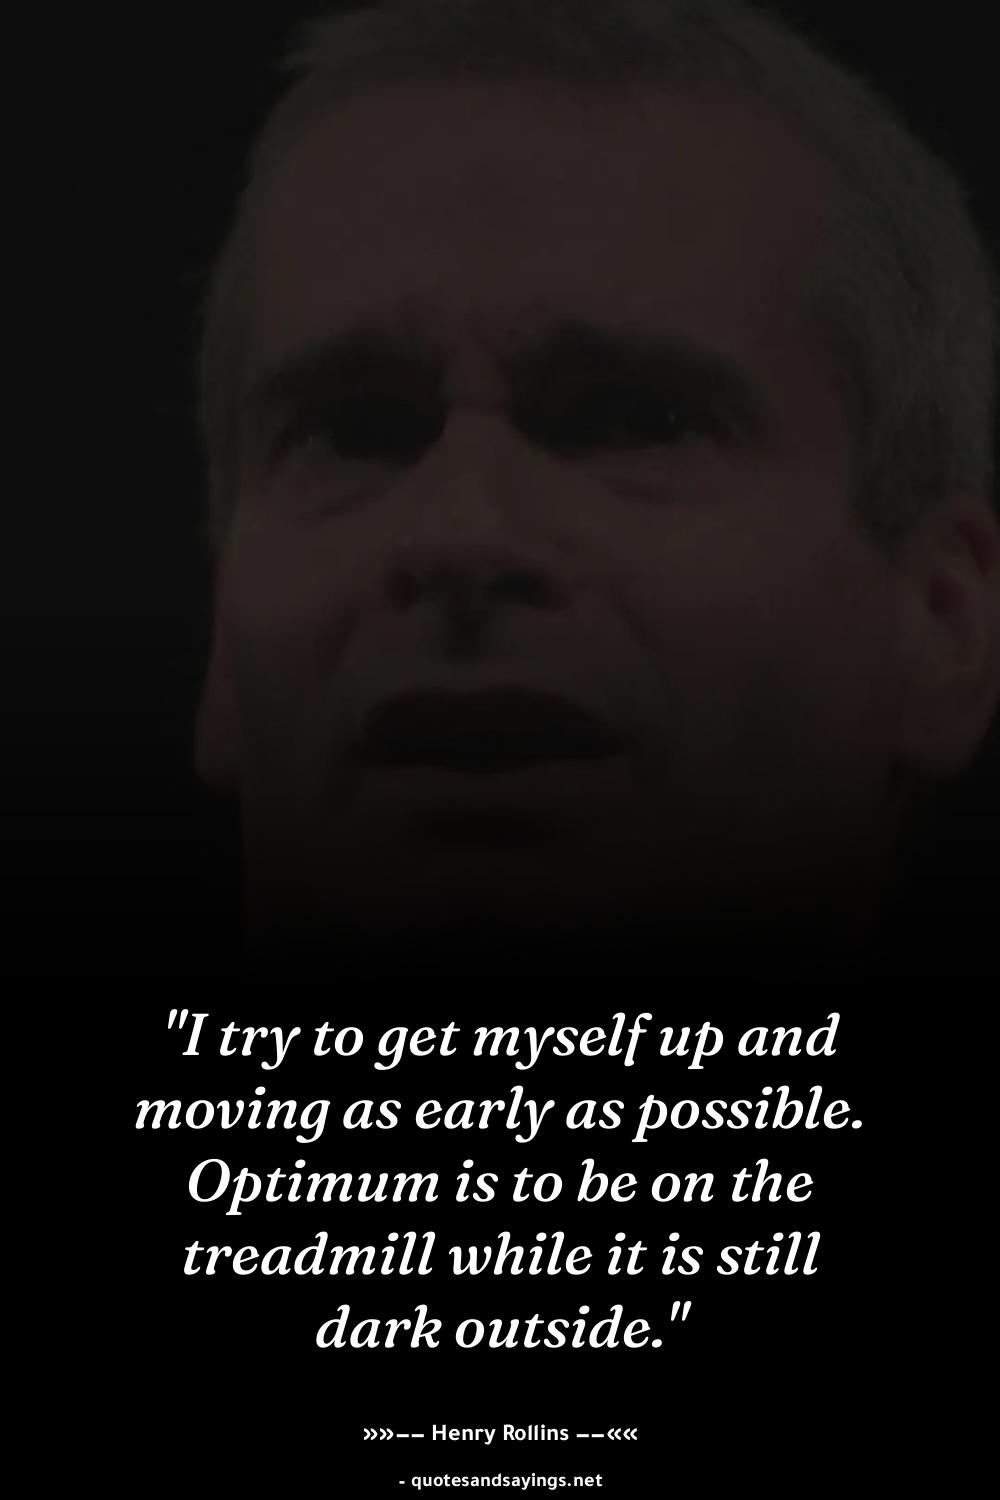 "I try to get myself up and
moving as early as possible.
Optimum is to be on the
treadmill while it is still
dark outside."
»»–– Henry Rollins ––««
- quotesandsayings.net